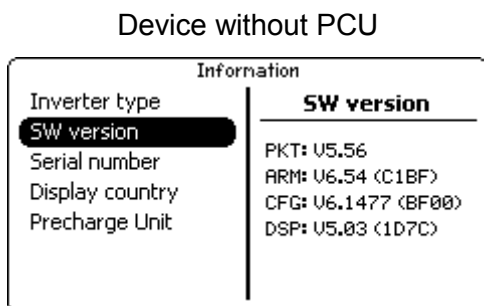 Device without PCU
Information
Inverter type
SW version
Serial number
Display country
Precharge Unit
SW version
PKT: V5.56
ARM: V6.54 (C1BF)
CFG: V6.1477 (BF00)
DSP: V5.03 (1D7C)